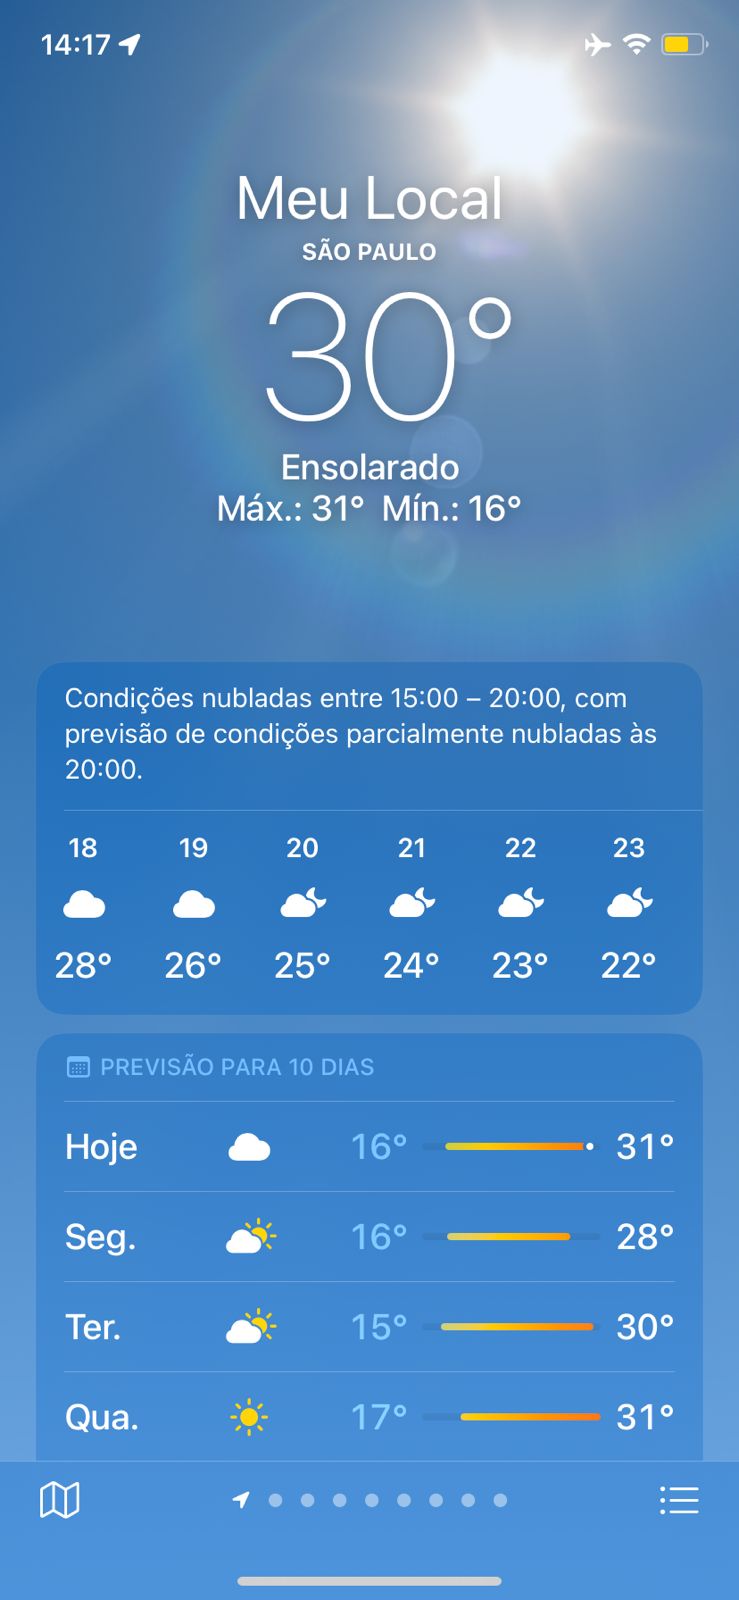 14:17
Meu Local
SÃO PAULO
30°
Ensolarado
Máx.: 31° Mín.: 16°
Condições nubladas entre 15:00 – 20:00, com
previsão de condições parcialmente nubladas às
20:00.
18 19 20 21 22 23
28° 26° 25° 24° 23° 22°
PREVISÃO PARA 10 DIAS
Hoje 16° 31°
Seg. 16° 28°
Ter. 15° 30°
Qua. 17° 31°